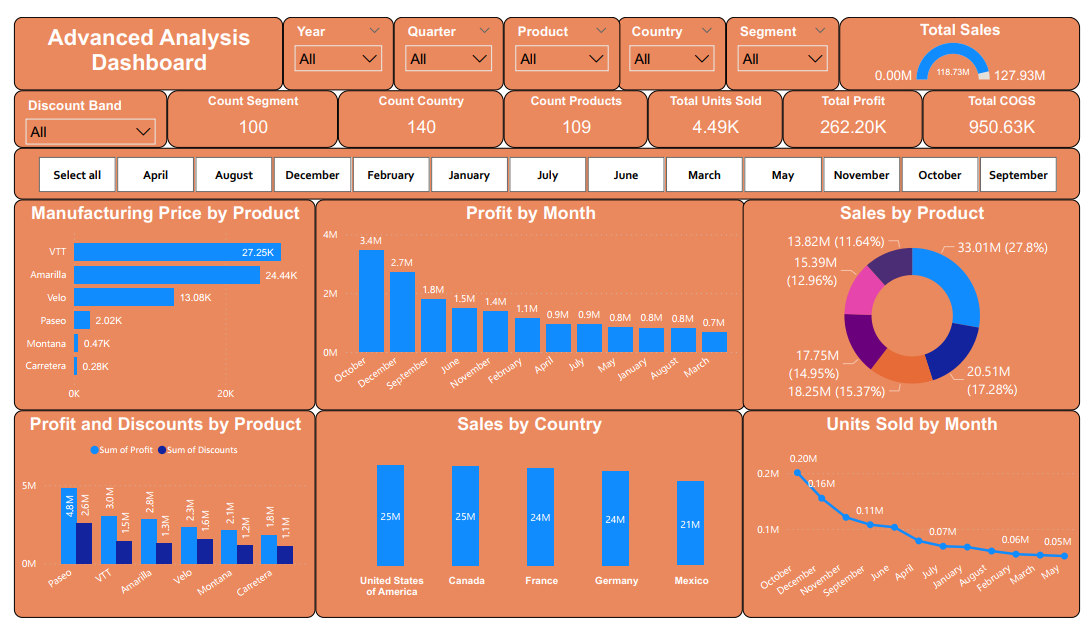 Advanced Analysis
Dashboard
Year
All
Quarter
All
Product
All
Country
All
Segment
All
Total Sales
0.00M
118.73M
127.93M
Discount Band
All
Count Segment
100
Count Country
140
Count Products
109
Total Units Sold
4.49K
Total Profit
262.20K
Total COGS
950.63K
Select all
April
August
December
February
January
July
June
March
May
November
October
September
Manufacturing Price by Product
VTT
27.25K
Amarilla
24.44K
Velo
13.08K
Paseo
2.02K
Montana
0.47K
Carretera
0.28K
0K
20K
Profit by Month
4M
2M
0M
3.4M
2.7M
1.8M
1.5M
1.4M
1.1M
0.9M
0.9M
0.8M
0.8M
0.8M
0.7M
October
December
September
June
November
February
April
July
May
January
August
March
Sales by Product
13.82M (11.64%)
33.01M (27.8%)
15.39M
(12.96%)
17.75M
(14.95%)
18.25M (15.37%)
20.51M
(17.28%)
Profit and Discounts by Product
Sum of Profit
Sum of Discounts
5M
0M
4.8M
2.6M
3.0M
1.5M
2.8M
1.3M
2.3M
1.6M
2.1M
1.2M
1.8M
1.1M
Paseo
VTT
Amarilla
Velo
Montana
Carretera
Sales by Country
25M
25M
24M
24M
21M
United States
of America
Canada
France
Germany
Mexico
Units Sold by Month
0.2M
0.1M
0.20M
0.16M
0.11M
0.07M
0.06M
0.05M
October
December
November
September
June
April
July
January
August
February
March
May